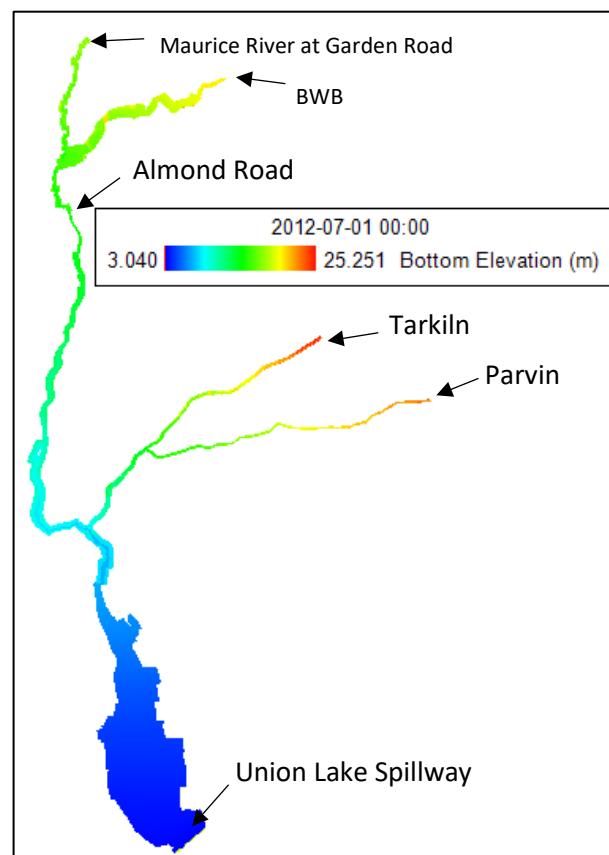 Maurice River at Garden Road
BWB
Almond Road
2012-07-01 00:00
3.040 25.251 Bottom Elevation (m)
Tarkiln
Parvin
Union Lake Spillway